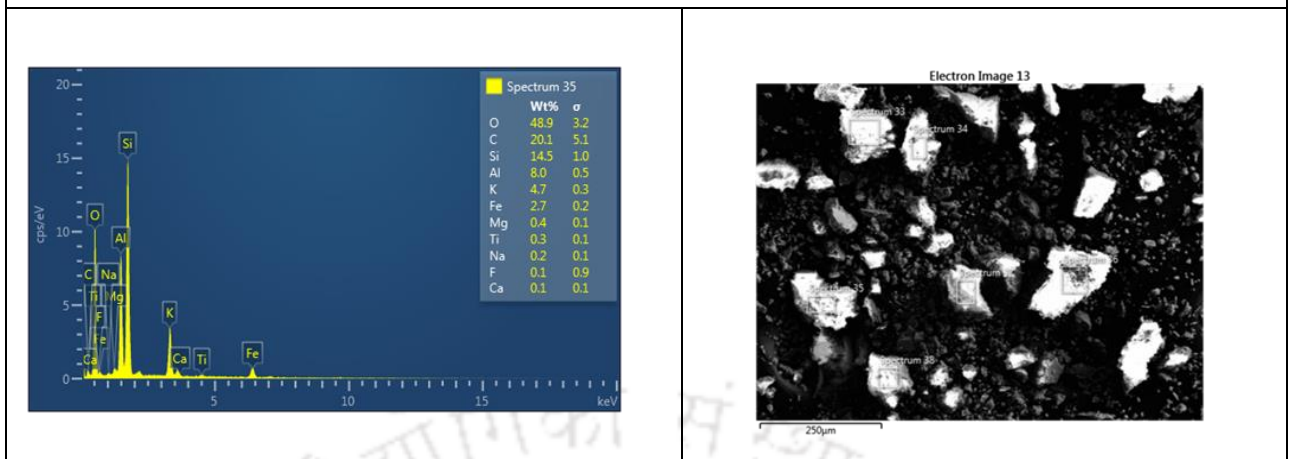 20
15
10
5
0
cps/eV
Si
O
Al
C
Na
Ti
Mg
F
Fe
Ca
K
Ca
Ti
Fe
5
10
15
keV
Spectrum 35
Wt% σ
O 48.9 3.2
C 20.1 5.1
Si 14.5 1.0
Al 8.0 0.5
K 4.7 0.3
Fe 2.7 0.2
Mg 0.4 0.1
Ti 0.3 0.1
Na 0.2 0.1
F 0.1 0.9
Ca 0.1 0.1
Electron Image 13
Spectrum 33
Spectrum 34
Spectrum
Spectrum 36
Spectrum 35
Spectrum 38
250µm